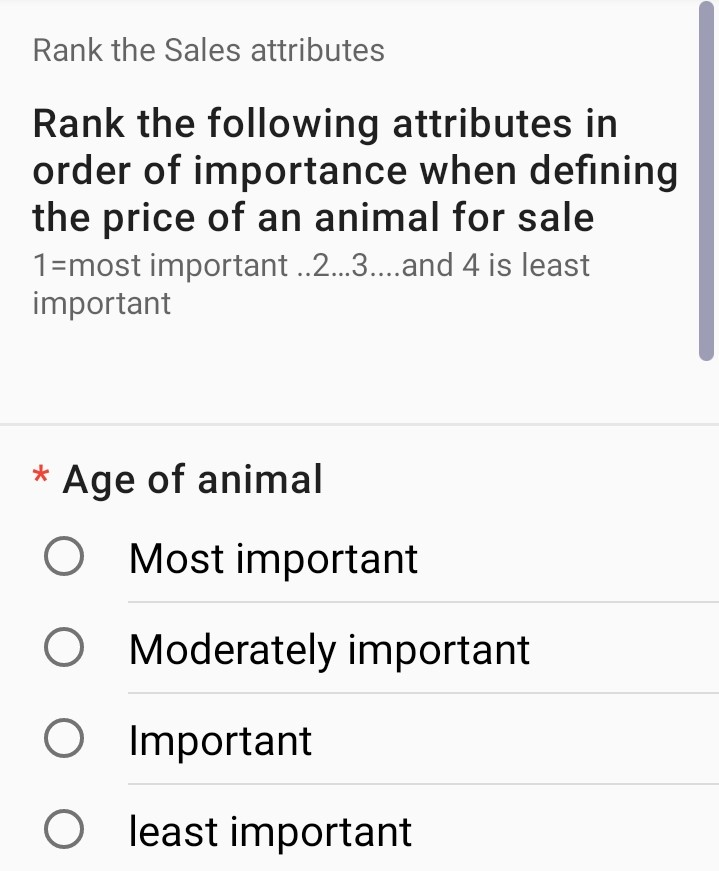 Rank the Sales attributes
Rank the following attributes in
order of importance when defining
the price of an animal for sale
1=most important ..2...3....and 4 is least
important
* Age of animal
Most important
Moderately important
Important
least important